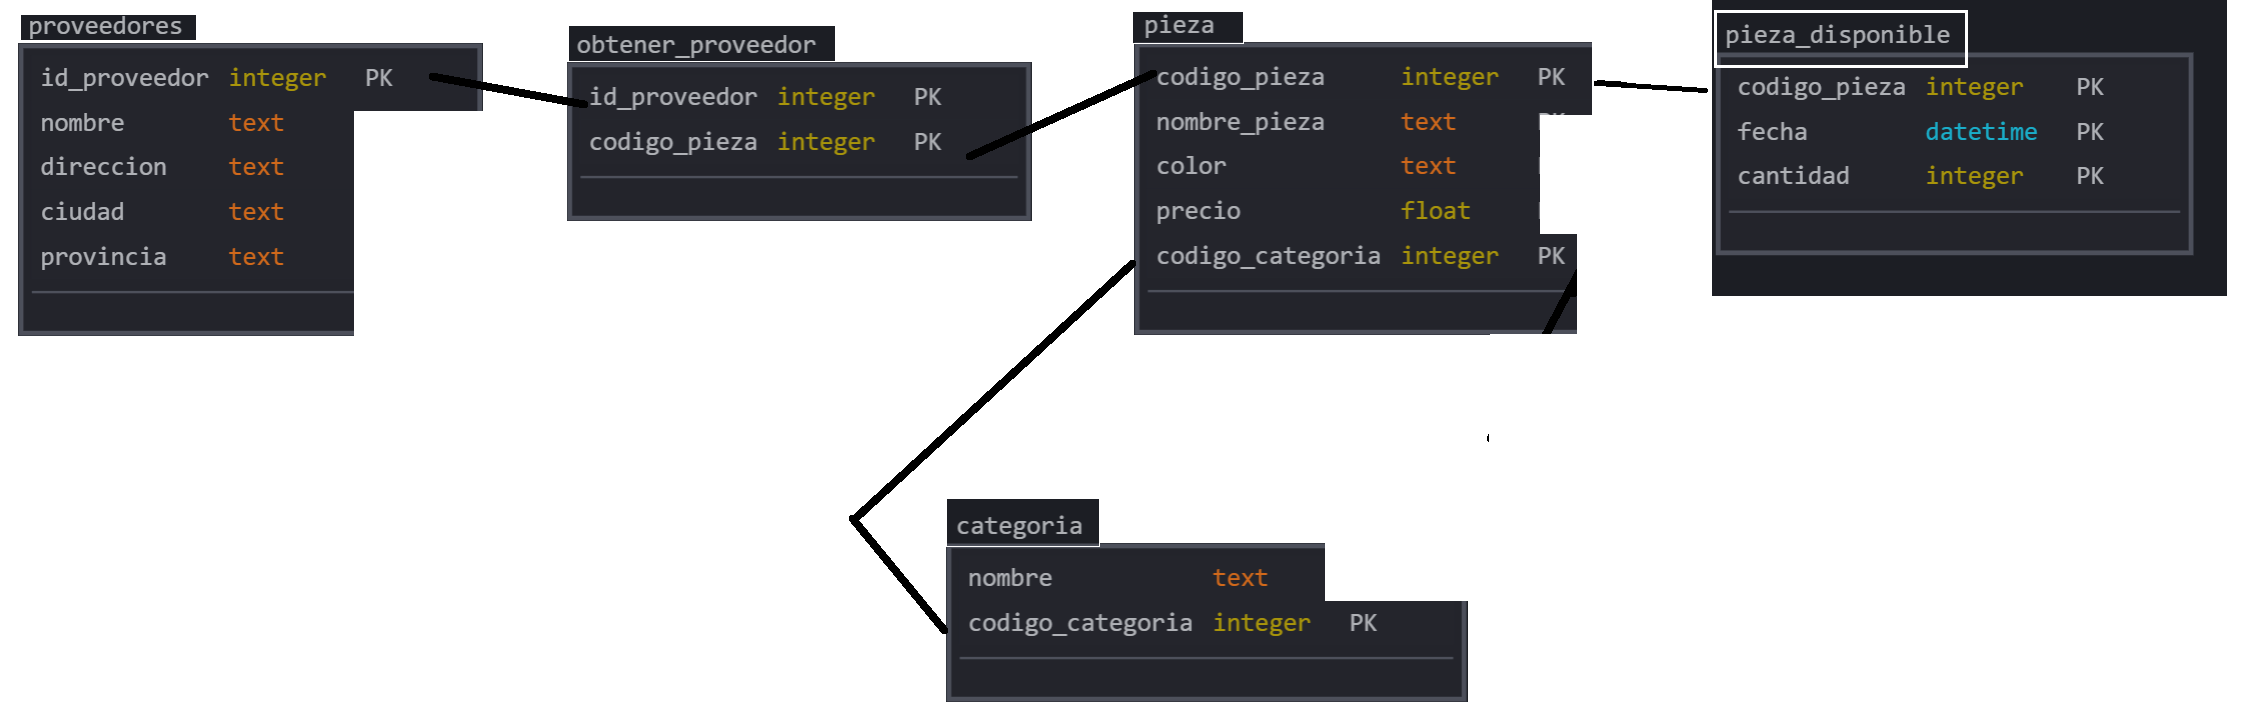 proveedores
id_proveedor integer PK
nombre text
direccion text
ciudad text
provincia text
obtener_proveedor
id_proveedor integer PK
codigo_pieza integer PK
pieza
codigo_pieza integer PK
nombre_pieza text
color text
precio float
codigo_categoria integer PK
pieza_disponible
codigo_pieza integer PK
fecha datetime PK
cantidad integer PK
categoria
nombre text
codigo_categoria integer PK